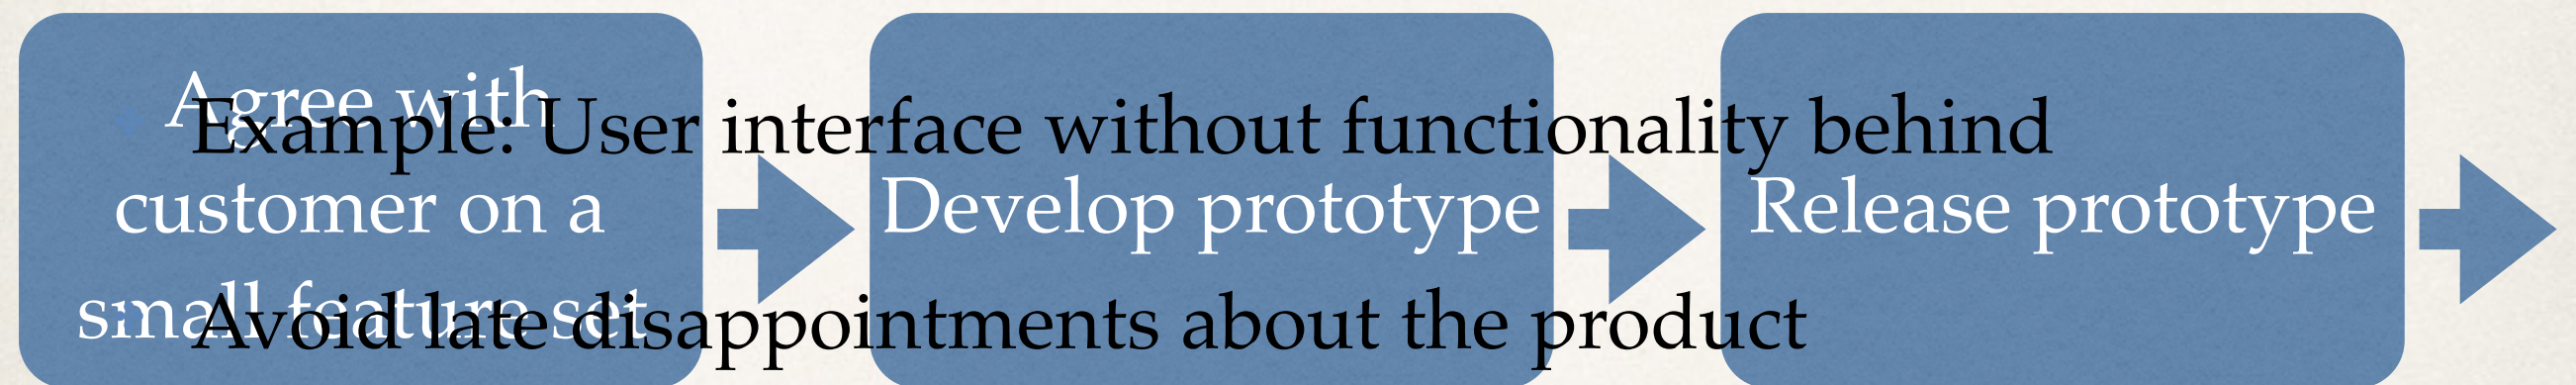 Agree with
customer on a
small feature set
Develop prototype
Release prototype
Example: User interface without functionality behind
Avoid late disappointments about the product